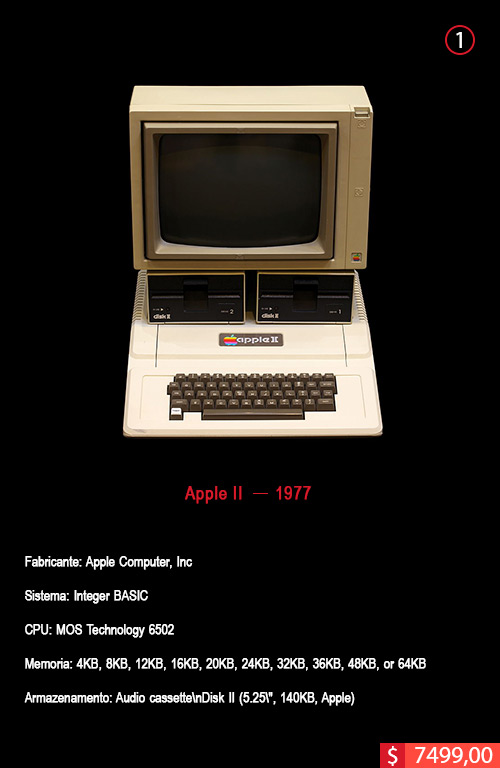 1
disk II
2
disk II
1
apple II
Apple II — 1977
Fabricante: Apple Computer, Inc
Sistema: Integer BASIC
CPU: MOS Technology 6502
Memoria: 4KB, 8KB, 12KB, 16KB, 20KB, 24KB, 32KB, 36KB, 48KB, or 64KB
Armazenamento: Audio cassette\nDisk II (5.25\", 140KB, Apple)
$ 7499,00